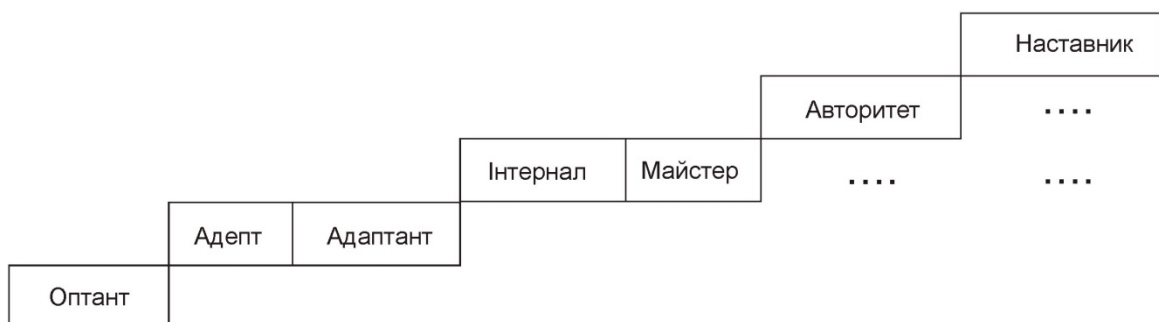 Наставник
Авторитет ....
Інтернал Майстер .... ....
Адепт Адаптант
Оптант